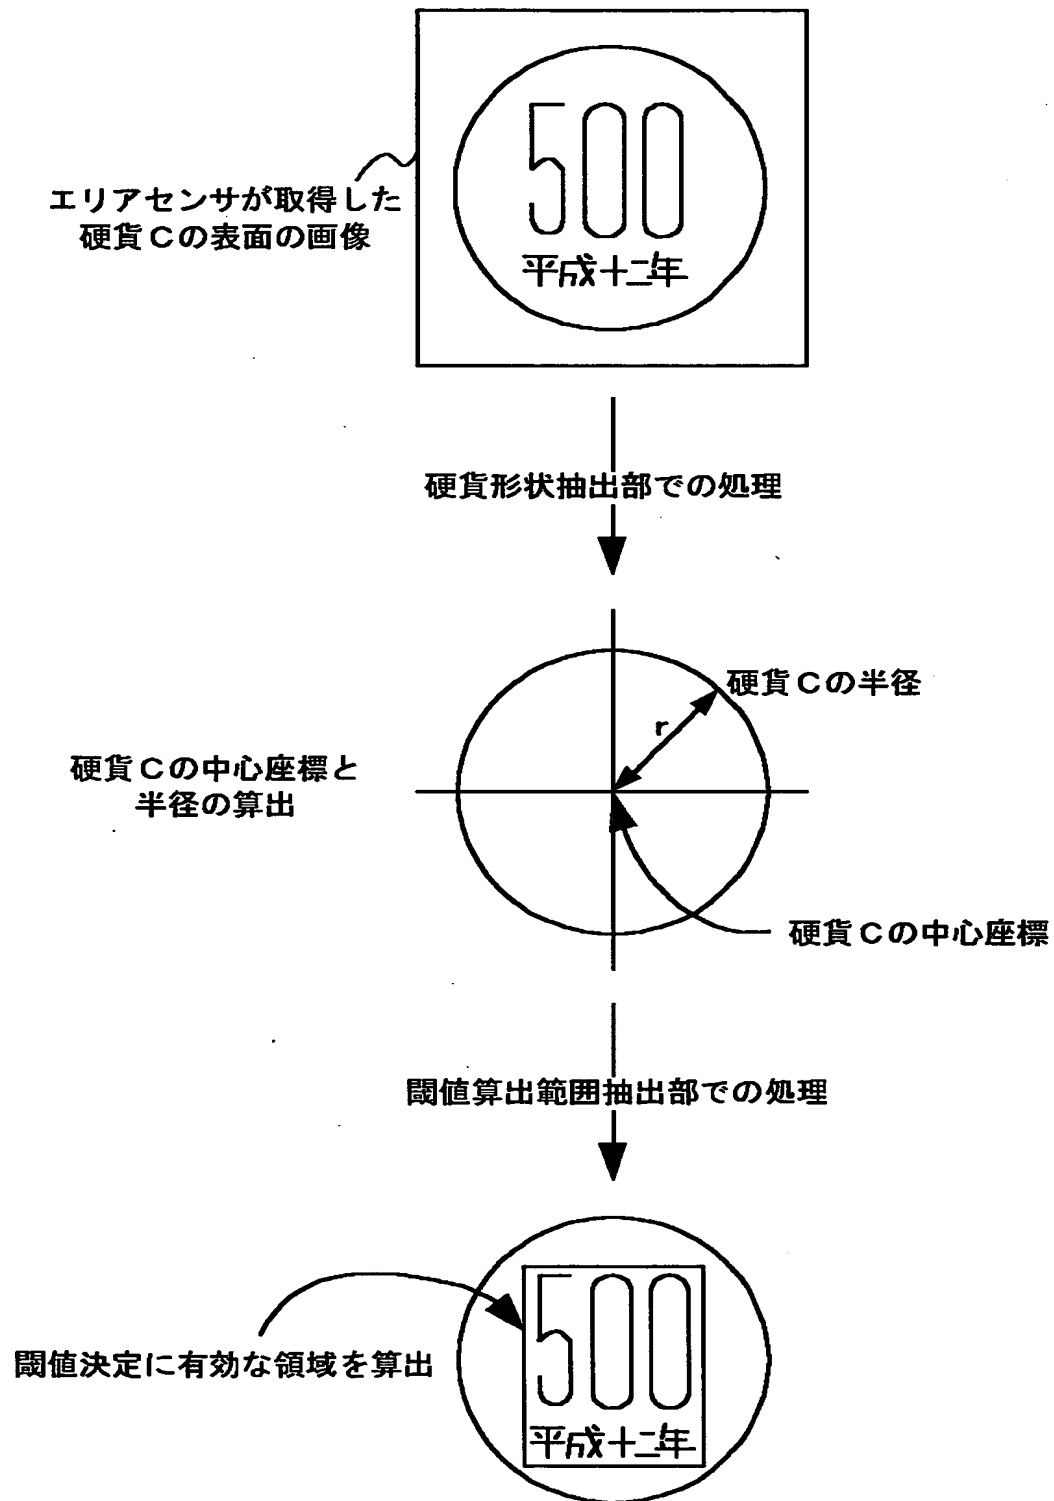 500
平成十二年
エリアセンサが取得した
硬貨Cの表面の画像
硬貨形状抽出部での処理
硬貨Cの半径
r
硬貨Cの中心座標と
半径の算出
硬貨Cの中心座標
閾値算出範囲抽出部での処理
500
閾値決定に有効な領域を算出
平成十二年